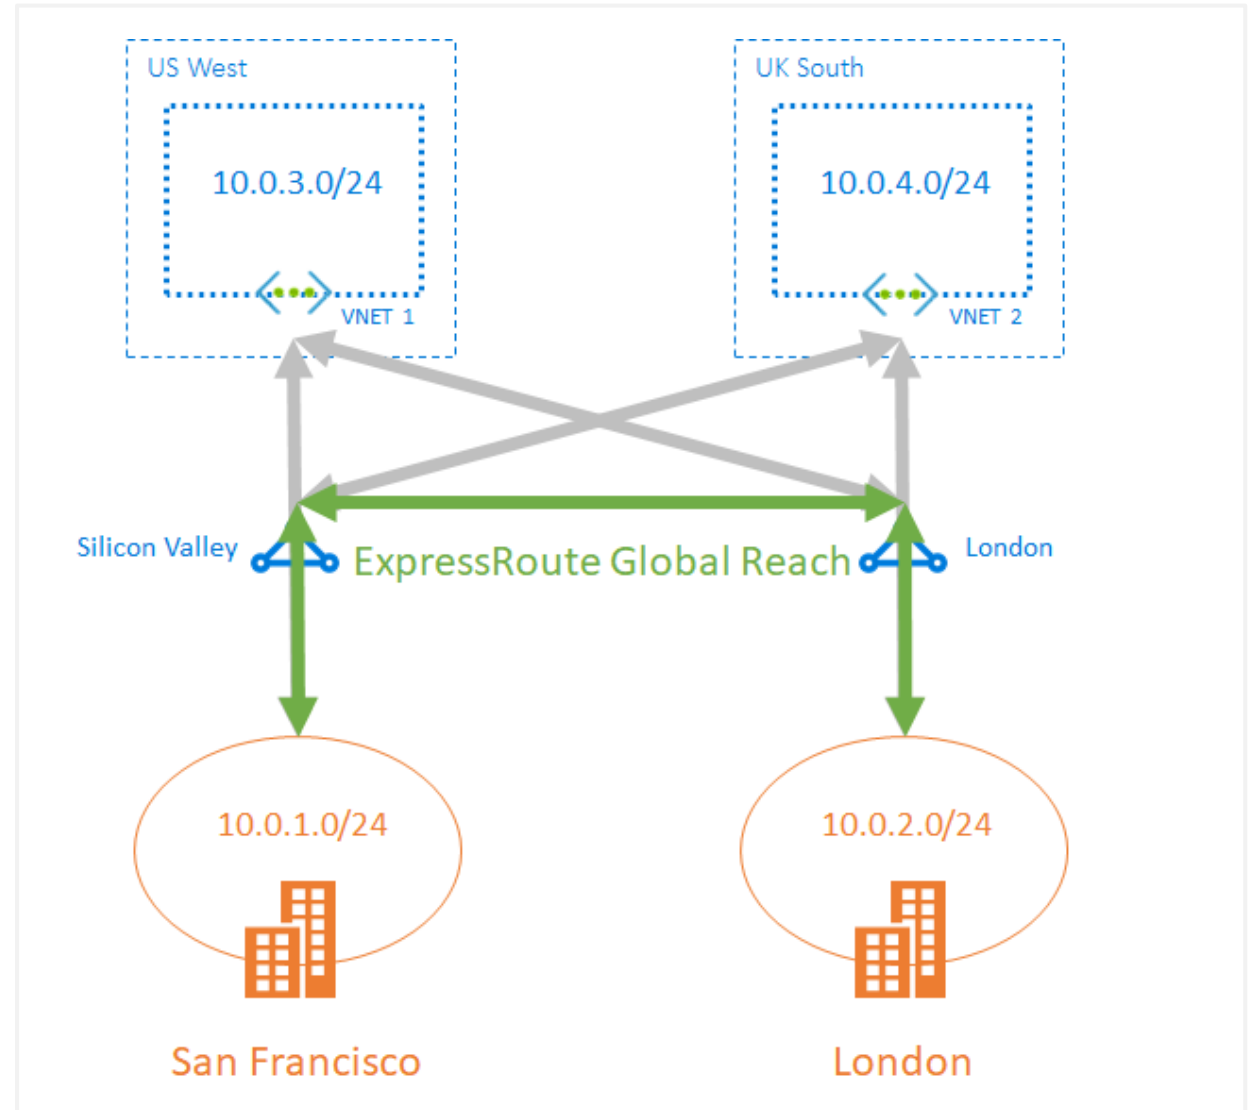 US West
UK South
10.0.3.0/24
10.0.4.0/24
VNET 1
VNET 2
Silicon Valley
ExpressRoute Global Reach
London
10.0.1.0/24
10.0.2.0/24
San Francisco
London